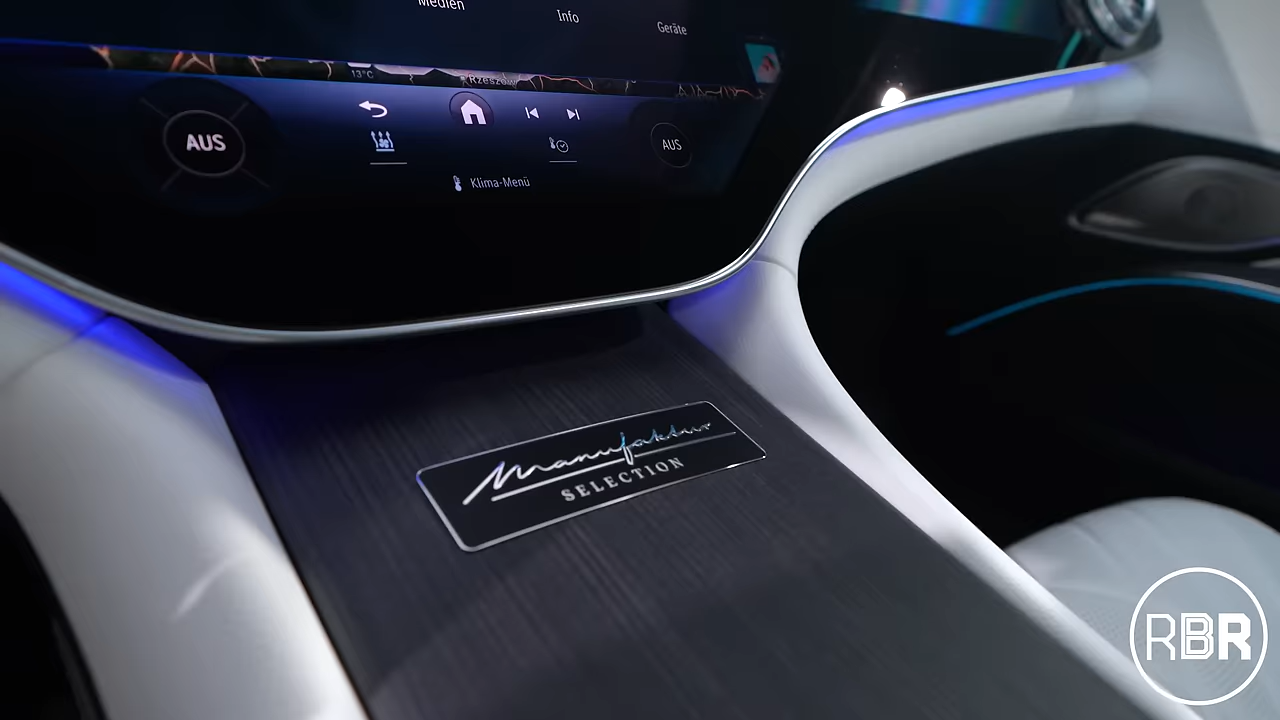 Medien
Info
Geräte
13°C
Rzeszów
AUS
AUS
Klima-Menü
Manufaktur
SELECTION
RBR